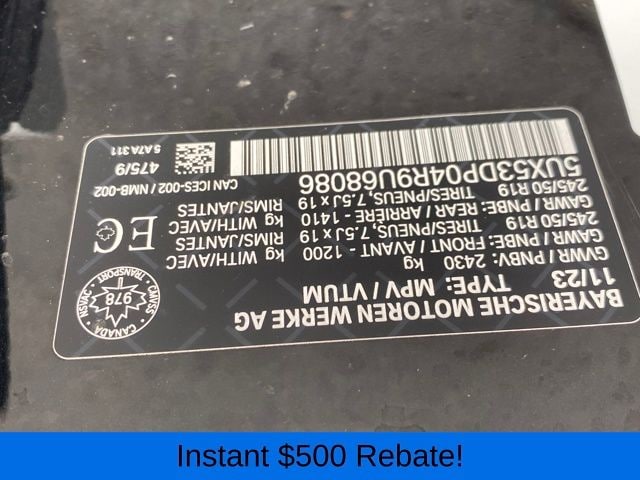 BAYERISCHE MOTOREN WERKE AG
11/23 TYPE: MPV / VTUM
GVWR / PNBV: 2430 kg
GAWR / PNBE: FRONT / AVANT - 1200 kg WITH/AVEC
245/50 R19 TIRES/PNEUS,7.5J x 19 RIMS/JANTES
GAWR / PNBE: REAR / ARRIÈRE - 1410 kg WITH/AVEC
245/50 R19 TIRES/PNEUS,7.5J x 19 RIMS/JANTES
5UX53DP04R9U68086
EC
CAN ICES-002 / NMB-002
475/9
5 A7A 311
TRANSPORT
CMVSS
978
NSVAC
CANADA
Instant $500 Rebate!